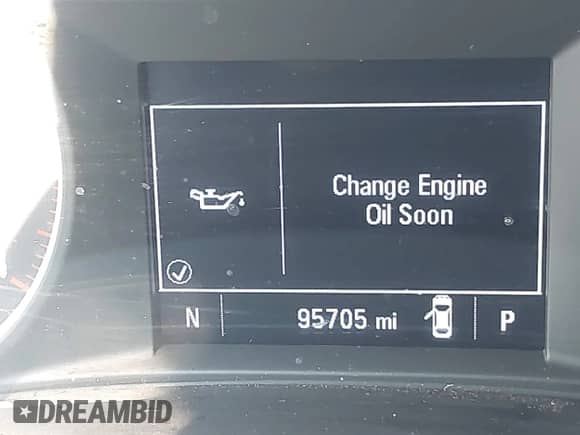 Change Engine
Oil Soon
N 95705 mi P
DREAMBID